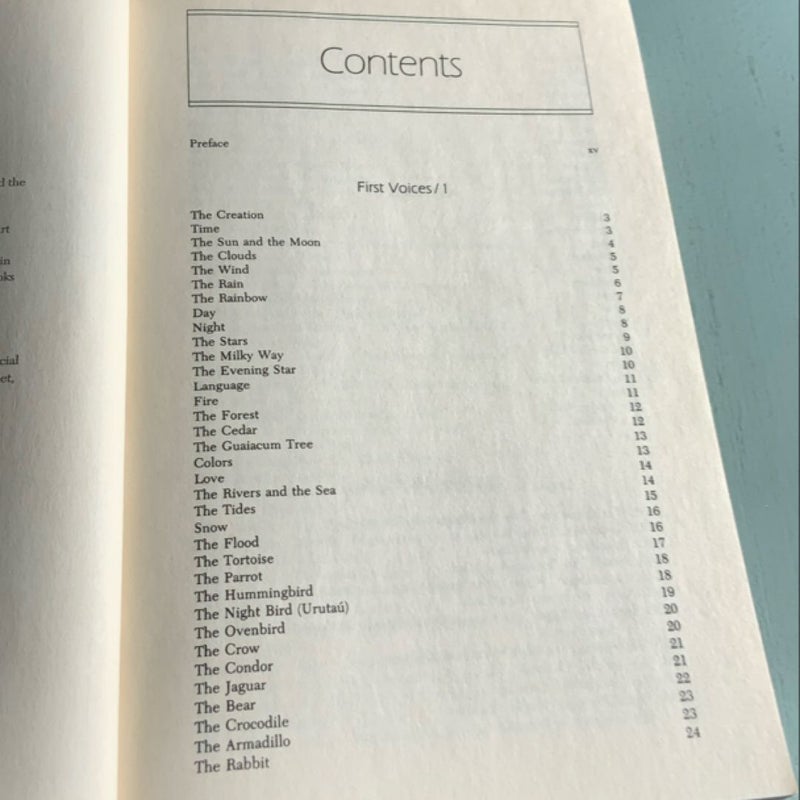 d the
rt
in
oks
cial
et,
Contents
Preface xv
First Voices/1
The Creation 3
Time 3
The Sun and the Moon 4
The Clouds 5
The Wind 5
The Rain 6
The Rainbow 7
Day 8
Night 8
The Stars 9
The Milky Way 10
The Evening Star 10
Language 11
Fire 11
The Forest 12
The Cedar 12
The Guaiacum Tree 13
Colors 13
Love 14
The Rivers and the Sea 14
The Tides 15
Snow 16
The Flood 16
The Tortoise 17
The Parrot 18
The Hummingbird 18
The Night Bird (Urutaú) 19
The Ovenbird 20
The Crow 20
The Condor 21
The Jaguar 21
The Bear 22
The Crocodile 23
The Armadillo 23
The Rabbit 24